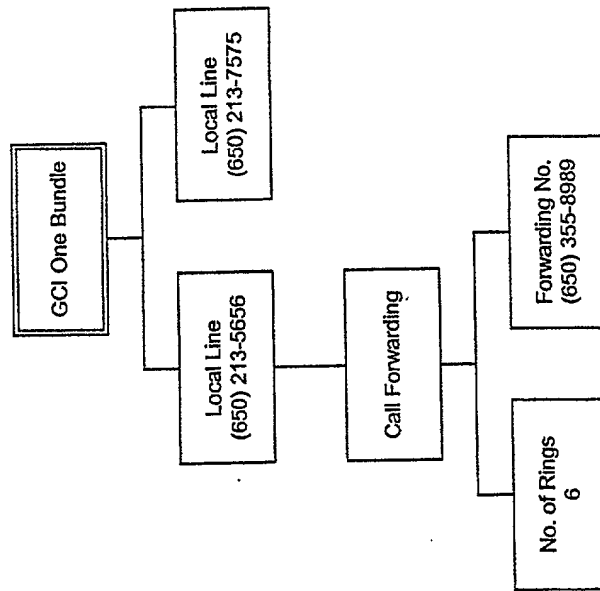 GCI One Bundle
Local Line
(650) 213-5656
Local Line
(650) 213-7575
Call Forwarding
No. of Rings
6
Forwarding No.
(650) 355-8989